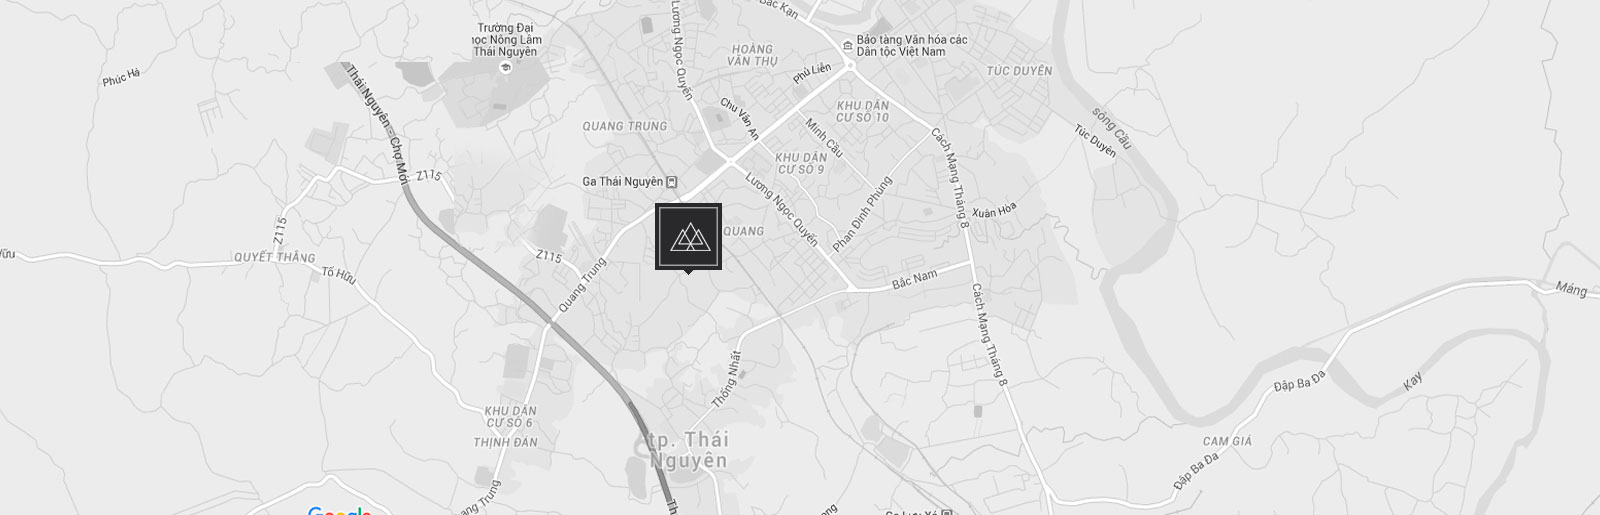 Bắc Kạn
Trường Đại
học Nông Lâm
Thái Nguyên
Lương Ngọc Quyến
HOÀNG
VĂN THỤ
Bảo tàng Văn hóa các
Dân tộc Việt Nam
Phủ Liễn
TÚC DUYÊN
Phúc Hà
Thái Nguyên - Chợ Mới
Chu Văn An
KHU DÂN
CƯ SỐ 10
sông Cầu
QUANG TRUNG
Minh Cầu
Túc Duyên
Cách Mạng Tháng 8
KHU DÂN
CƯ SỐ 9
Z115
Ga Thái Nguyên
Lương Ngọc Quyến
Phan Đình Phùng
Xuân Hòa
Z115
QUANG
Z115
QUYẾT THẮNG
Tố Hữu
Quang Trung
Bắc Nam
Máng
Cách Mạng Tháng 8
Thống Nhất
Đập Ba Đa
Kay
KHU DÂN
CƯ SỐ 6
THỊNH ĐÁN
tp. Thái
Nguyên
CAM GIÁ
Đập Ba Đa
Google